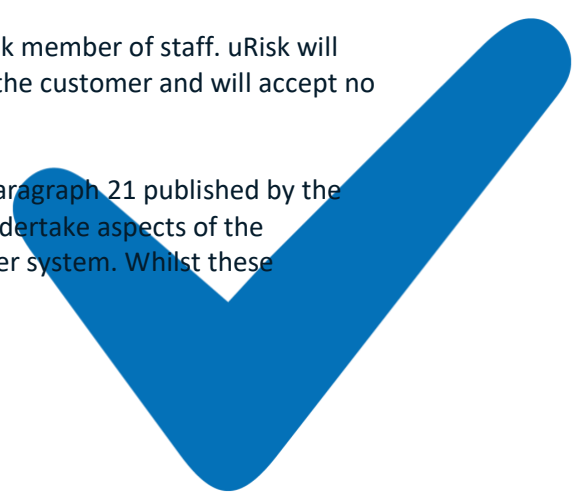 k member of staff. uRisk will
the customer and will accept no
aragraph 21 published by the
dertake aspects of the
er system. Whilst these